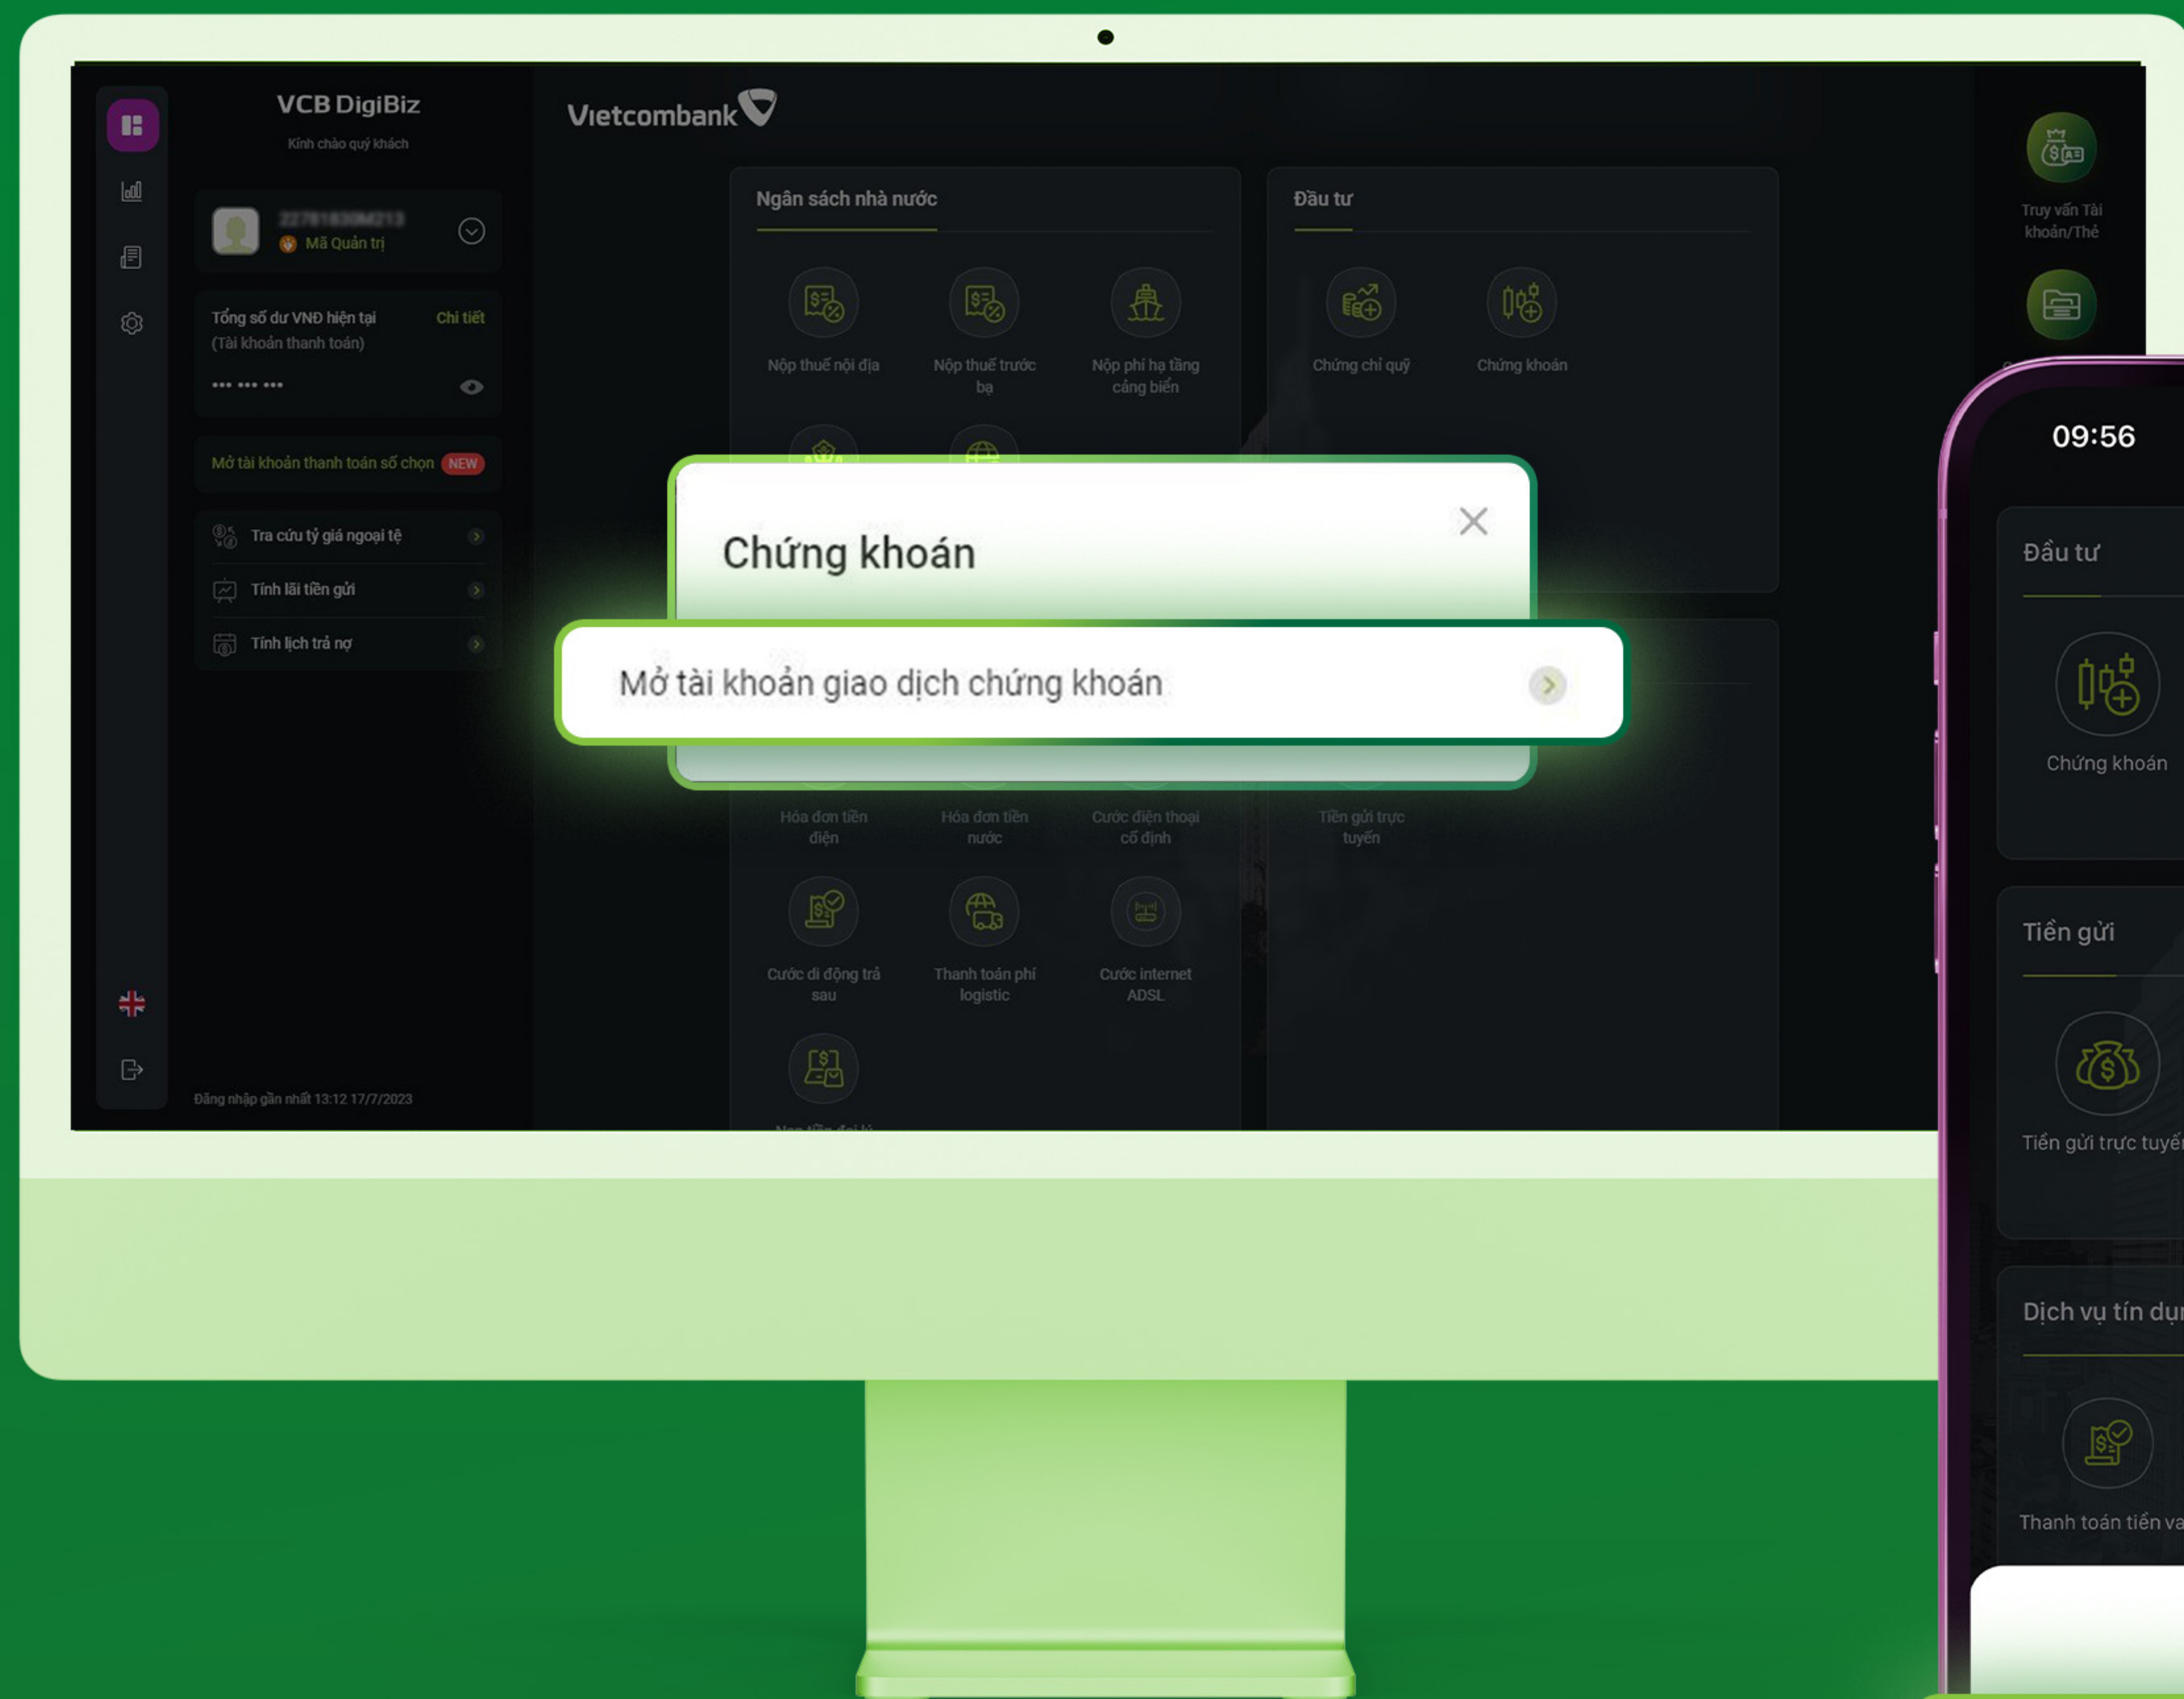 VCB DigiBiz
Kính chào quý khách
Mã Quản trị
Tổng số dư VNĐ hiện tại
Chi tiết
(Tài khoản thanh toán)
*** *** ***
Mở tài khoản thanh toán số chọn
NEW
Tra cứu tỷ giá ngoại tệ
Tính lãi tiền gửi
Tính lịch trả nợ
Đăng nhập gần nhất 13:12 17/7/2023
Vietcombank
Ngân sách nhà nước
Nộp thuế nội địa
Nộp thuế trước
bạ
Nộp phí hạ tầng
cảng biển
Đầu tư
Chứng chỉ quỹ
Chứng khoán
Chứng khoán
Mở tài khoản giao dịch chứng khoán
Hóa đơn tiền
điện
Hóa đơn tiền
nước
Cước điện thoại
cố định
Tiền gửi trực
tuyến
Cước di động trả
sau
Thanh toán phí
logistic
Cước internet
ADSL
Nạp tiền đại lý
Truy vấn Tài
khoản/Thẻ
09:56
Đầu tư
Chứng khoán
Tiền gửi
Tiền gửi trực tuyến
Dịch vụ tín dụn
Thanh toán tiền va